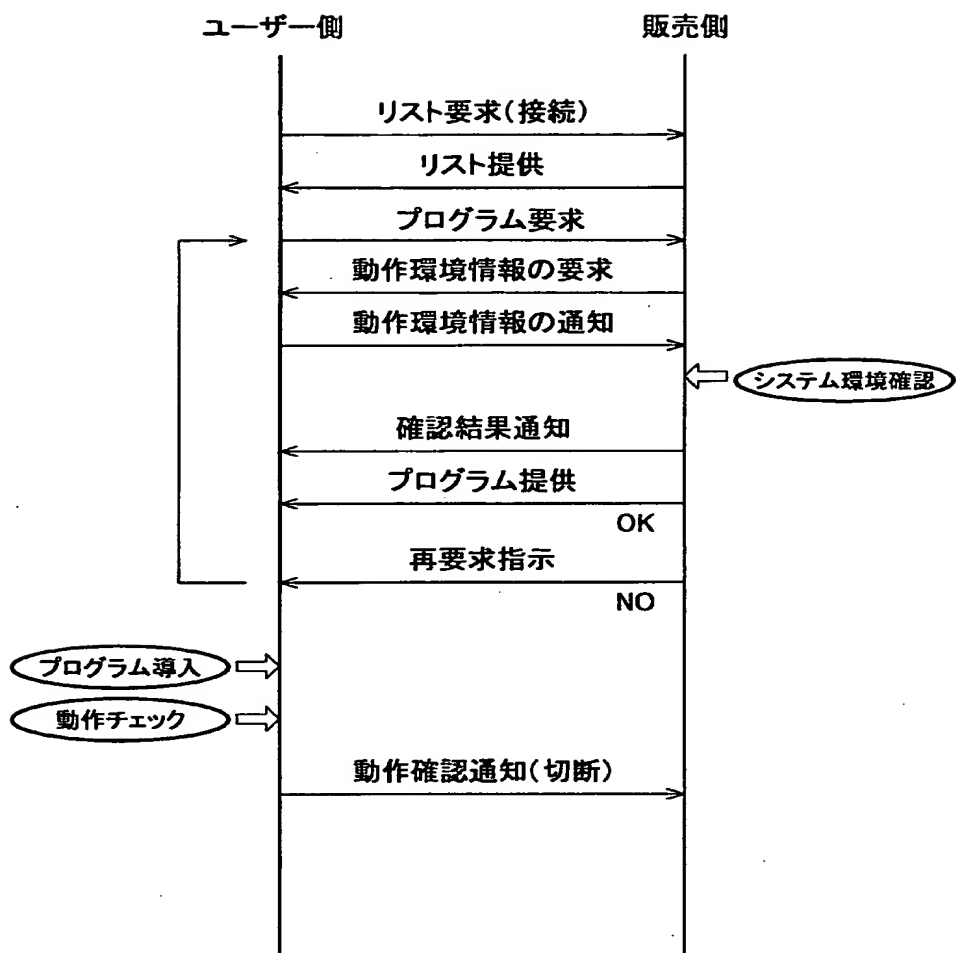 ユーザー側
販売側
リスト要求(接続)
リスト提供
プログラム要求
動作環境情報の要求
動作環境情報の通知
システム環境確認
確認結果通知
プログラム提供
OK
再要求指示
NO
プログラム導入
動作チェック
動作確認通知(切断)